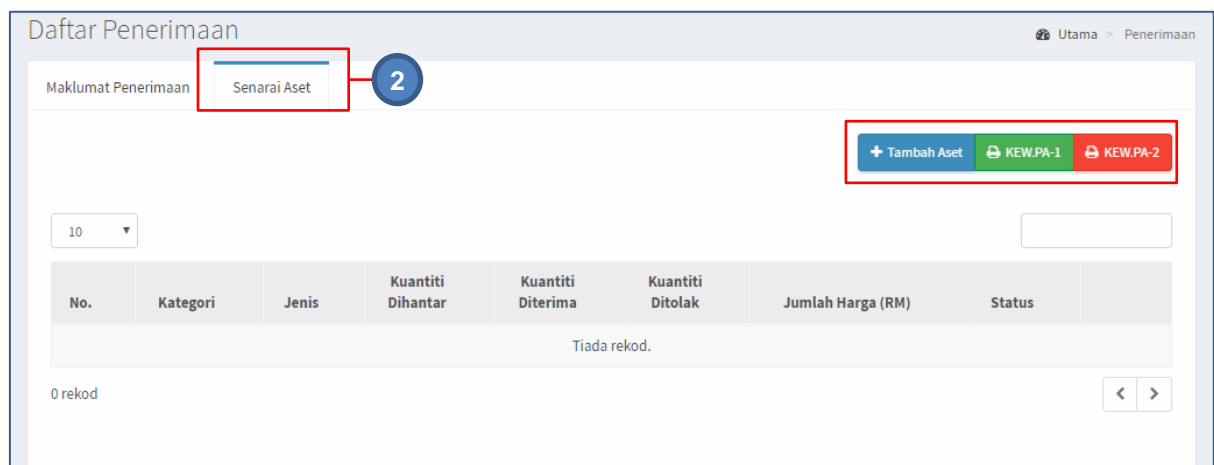 Daftar Penerimaan
Utama > Penerimaan
Maklumat Penerimaan
Senarai Aset
2
+ Tambah Aset
KEW.PA-1
KEW.PA-2
10
No. Kategori Jenis Kuantiti Dihantar Kuantiti Diterima Kuantiti Ditolak Jumlah Harga (RM) Status
Tiada rekod.
0 rekod
< >